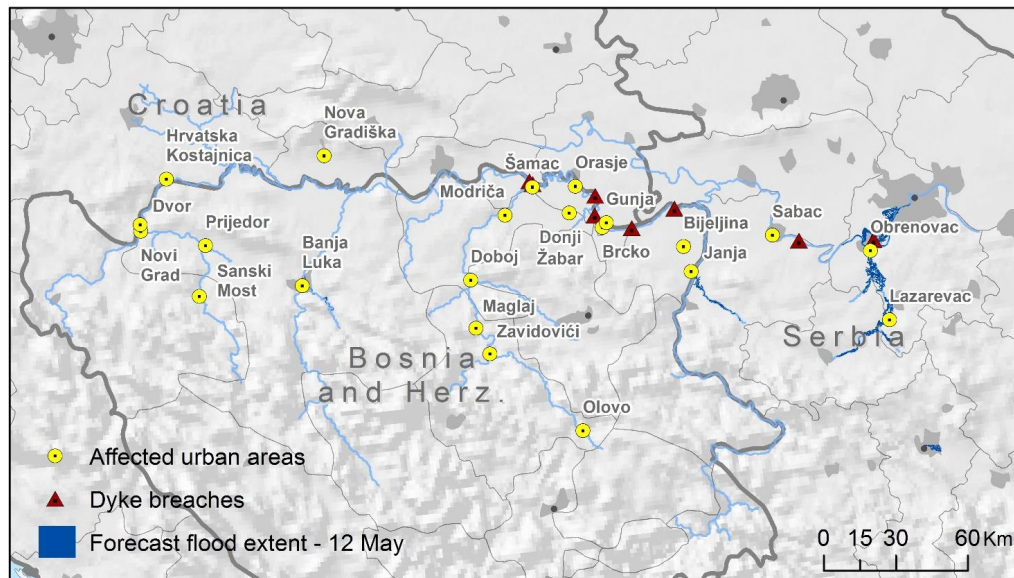 Croatia
Nova
Gradiška
Hrvatska
Kostajnica
Šamac
Orasje
Modriča
Gunja
Dvor
Prijedor
Banja
Luka
Donji
Žabar
Bijeljina
Sabac
Obrenovac
Novi
Grad
Sanski
Most
Doboj
Brcko
Janja
Maglaj
Lazarevac
Zavidovići
Serbia
Bosnia
and Herz.
Olovo
Affected urban areas
Dyke breaches
Forecast flood extent - 12 May
0 15 30 60 Km